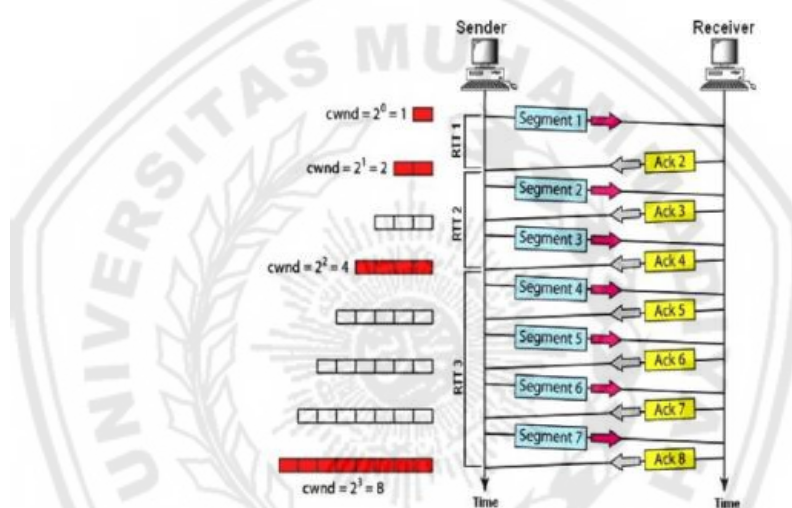 Sender
Receiver
cwnd = 2⁰ = 1
RTT 1
Segment 1
Ack 2
cwnd = 2¹ = 2
RTT 2
Segment 2
Ack 3
Segment 3
Ack 4
cwnd = 2² = 4
RTT 3
Segment 4
Ack 5
Segment 5
Ack 6
Segment 6
Ack 7
Segment 7
Ack 8
cwnd = 2³ = 8
Time
Time
UNIVERSITAS